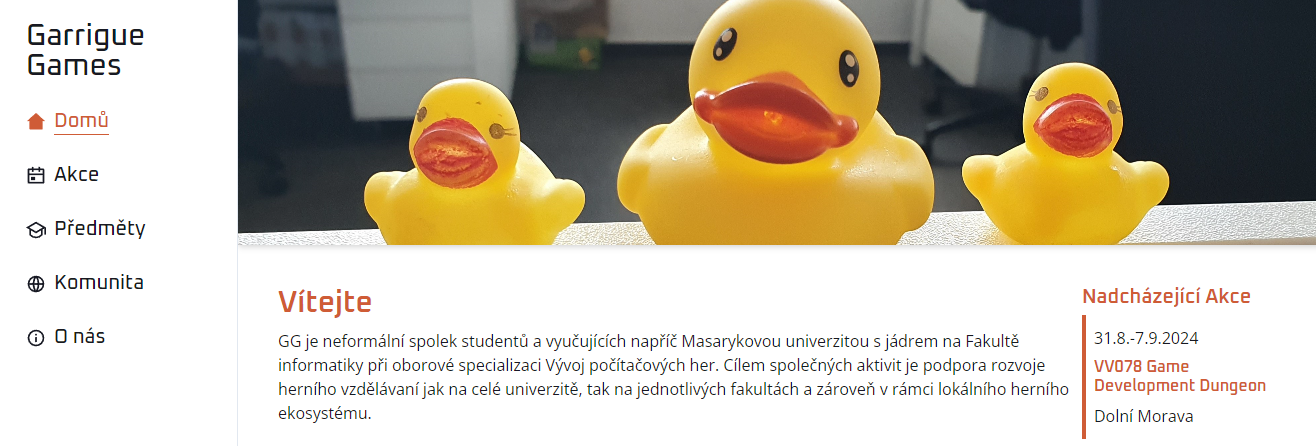 Garrigue
Games
Domů
Akce
Předměty
Komunita
O nás
Vítejte
GG je neformální spolek studentů a vyučujících napříč Masarykovou univerzitou s jádrem na Fakultě
informatiky při oborové specializaci Vývoj počítačových her. Cílem společných aktivit je podpora rozvoje
herního vzdělávaní jak na celé univerzitě, tak na jednotlivých fakultách a zároveň v rámci lokálního herního
ekosystému.
Nadcházející Akce
31.8.-7.9.2024
VV078 Game
Development Dungeon
Dolní Morava